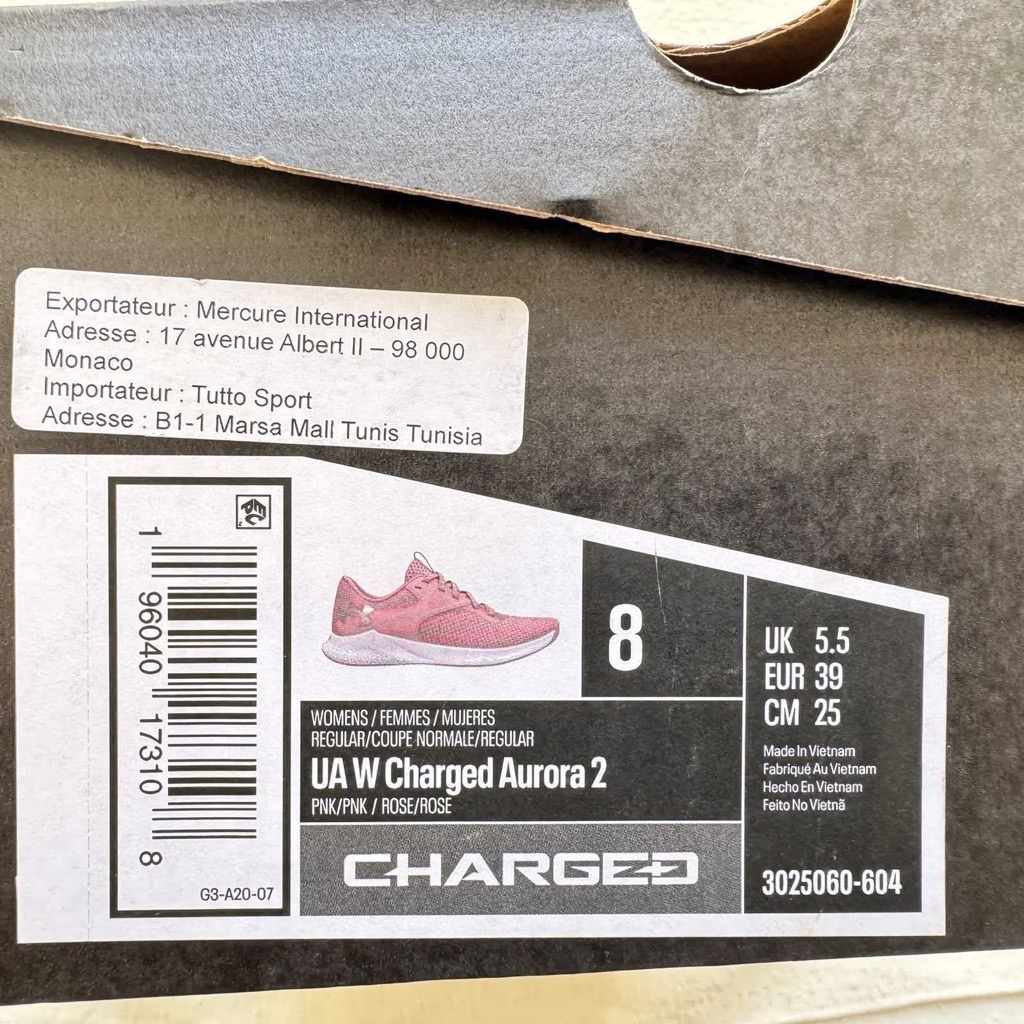 Exportateur : Mercure International
Adresse : 17 avenue Albert II – 98 000
Monaco
Importateur : Tutto Sport
Adresse : B1-1 Marsa Mall Tunis Tunisia
1 96040 17310 8
G3-A20-07
8
WOMENS / FEMMES / MUJERES
REGULAR/COUPE NORMALE/REGULAR
UA W Charged Aurora 2
PNK/PNK / ROSE/ROSE
CHARGED
UK 5.5
EUR 39
CM 25
Made In Vietnam
Fabriqué Au Vietnam
Hecho En Vietnam
Feito No Vietnã
3025060-604